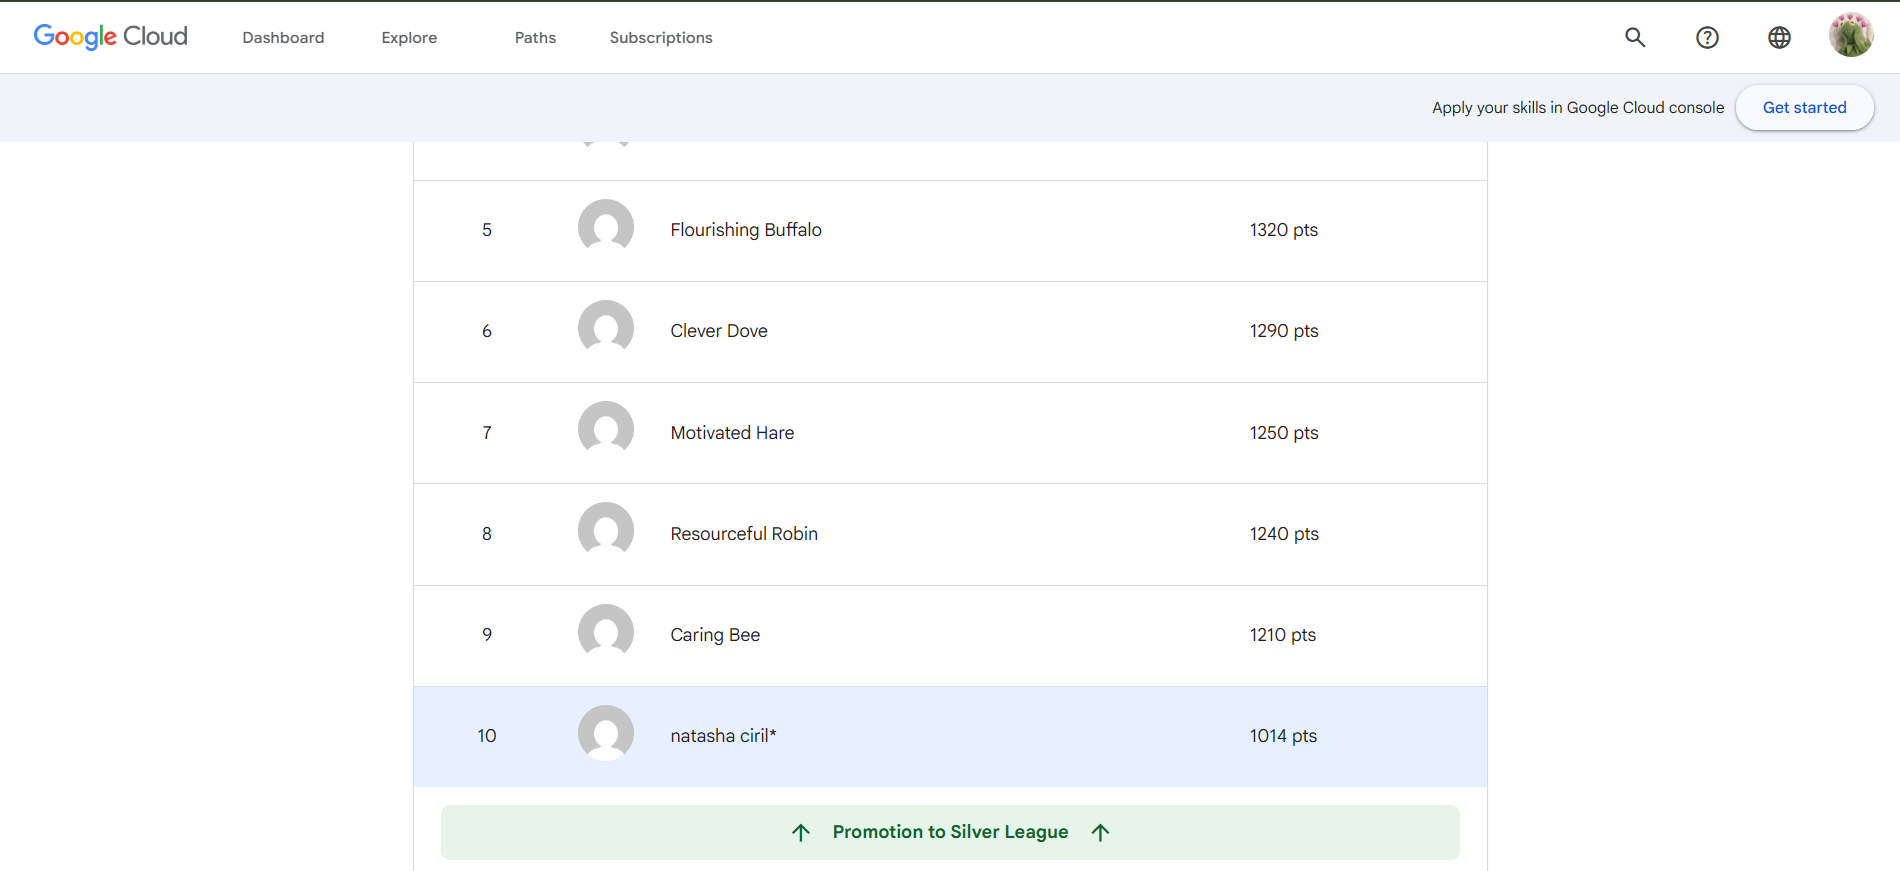 Google Cloud Dashboard Explore Paths Subscriptions
Apply your skills in Google Cloud console Get started
5 Flourishing Buffalo 1320 pts
6 Clever Dove 1290 pts
7 Motivated Hare 1250 pts
8 Resourceful Robin 1240 pts
9 Caring Bee 1210 pts
10 natasha ciril* 1014 pts
↑ Promotion to Silver League ↑